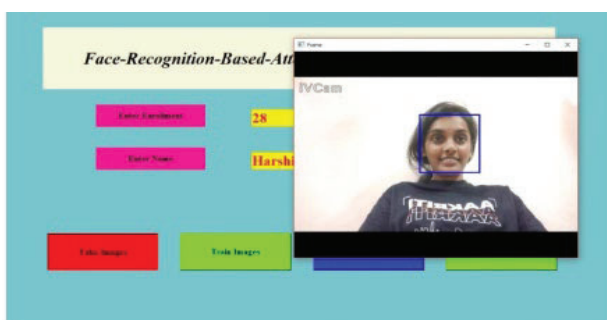 Frame
Face-Recognition-Based-Att
IVCam
Enter Enrollment
28
Enter Name
Harshi
Take Images
Train Images